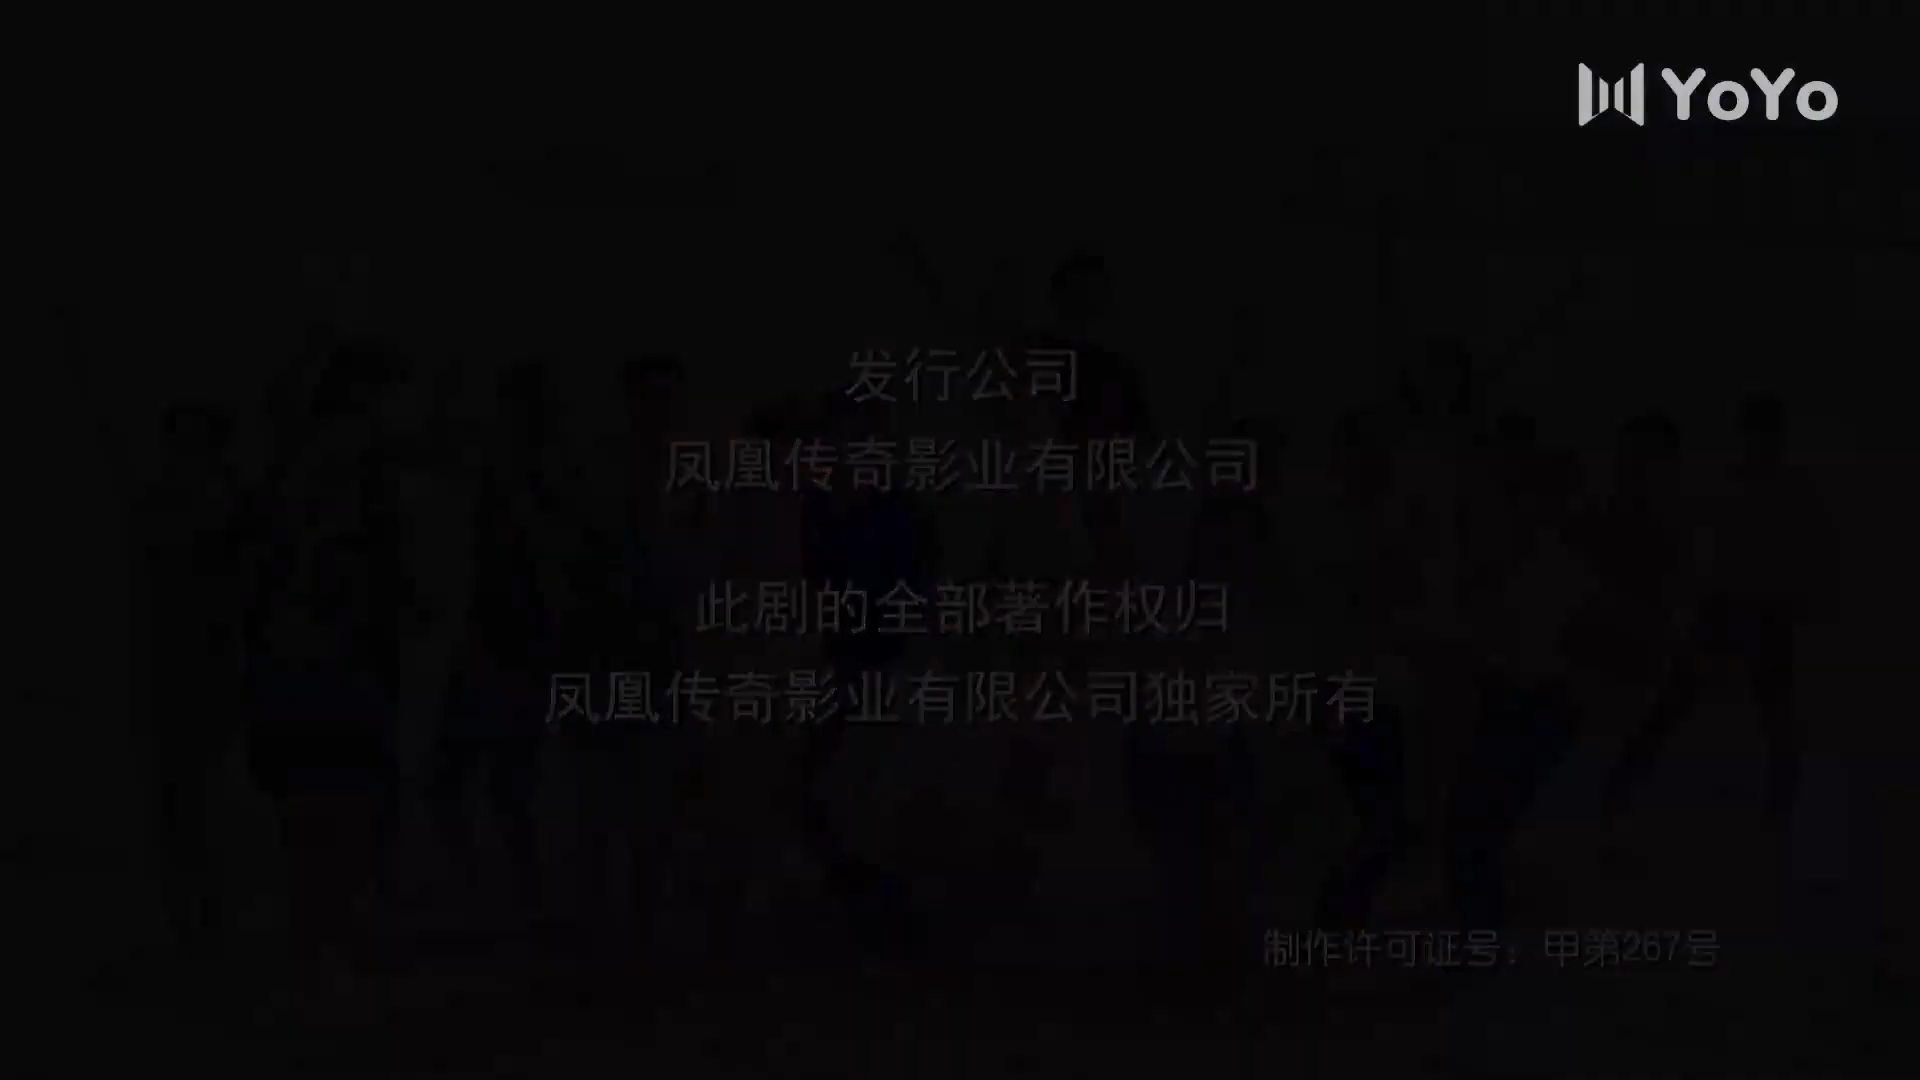 YoYo
发行公司
凤凰传奇影业有限公司
此剧的全部著作权归
凤凰传奇影业有限公司独家所有
制作许可证号：甲第267号